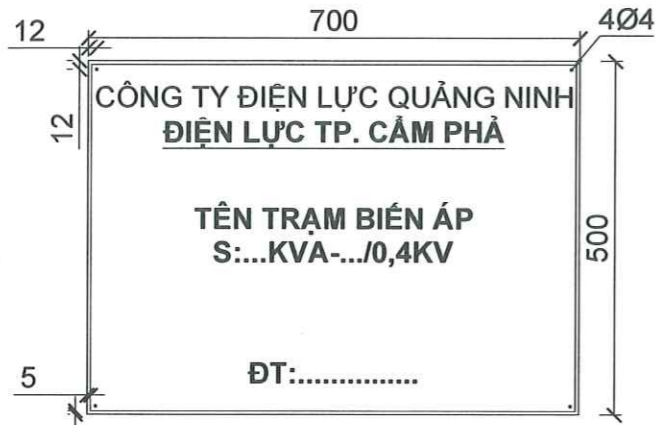 12
700
4Ø4
12
CÔNG TY ĐIỆN LỰC QUẢNG NINH
ĐIỆN LỰC TP. CẨM PHẢ
TÊN TRẠM BIẾN ÁP
S:...KVA-.../0,4KV
500
5
ĐT:...............